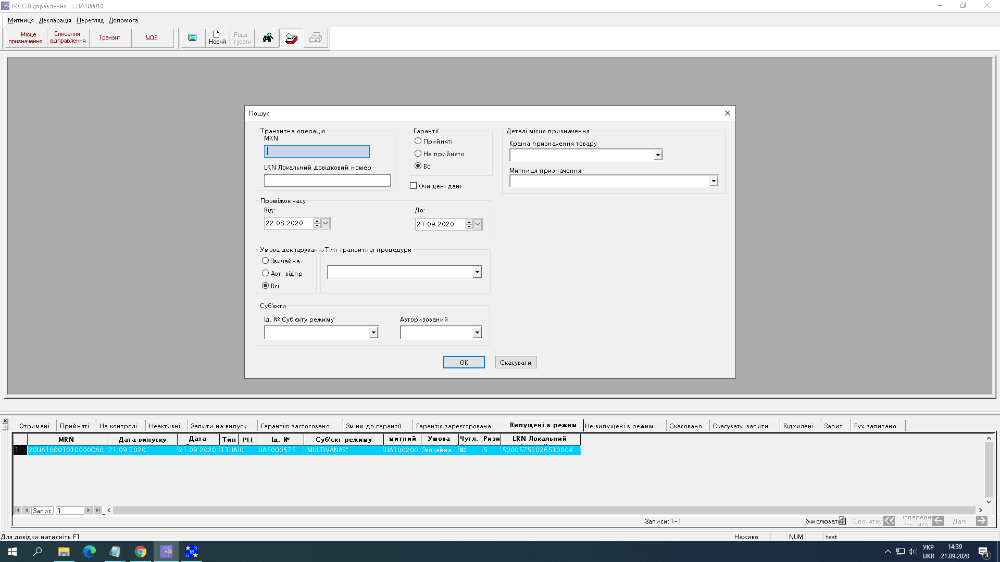 МСС Відправлення : UA100010
Митниця Декларація Перегляд Допомога
Місце призначення
Списання відправлення
Транзит
УОВ
Новий
Реда гувати
Пошук
Транзитна операція
MRN
LRN Локальний довідковий номер
Гарантії
Прийняті
Не прийнято
Всі
Очищені дані
Деталі місця призначення
Країна призначення товару
Митниця призначення
Проміжок часу
Від:
До:
22.08.2020
21.09.2020
Умова декларування
Звичайна
Авт. відпр
Всі
Тип транзитної процедури
Суб'єкти
Ід. № Суб'єкту режиму
Авторизований
OK
Скасувати
Отримані Прийняті На контролі Неактивні Запити на випуск Гарантію застосовано Зміни до гарантії Гарантія зареєстрована Випущені в режим Не випущені в режим Скасовано Скасувати запити Відхилені Запит Рух запитано
MRN Дата випуску Дата Тип PLL Ід. № Суб'єкт режиму митний Умова Чутл. Ризи LRN Локальний
1 20UA10001010000CA0 21.09.2020 21.09.2020 T1UA 0 UA5000575 "MULTIVANAS" UA100200 Звичайна № 5 50005752026510004
Запис 1
Записи:1-1
Спочатку
Далі
Для довідки натисніть F1
Наживо
NUM
test
УКР
UKR
14:39
21.09.2020
3